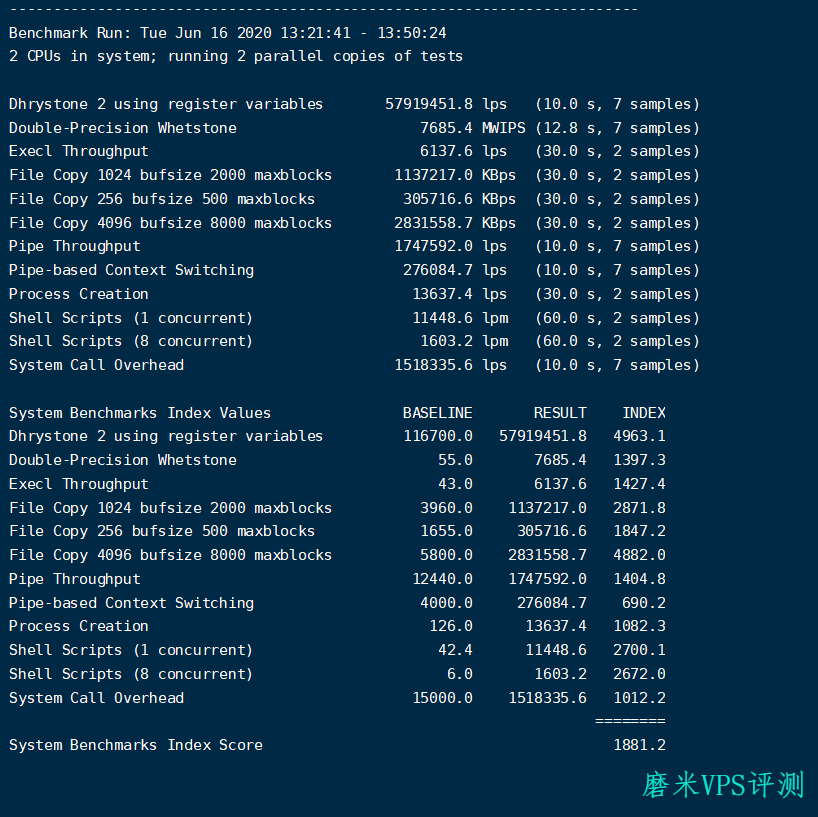 ------------------------------------------------------------------------
Benchmark Run: Tue Jun 16 2020 13:21:41 - 13:50:24
2 CPUs in system; running 2 parallel copies of tests
Dhrystone 2 using register variables 57919451.8 lps (10.0 s, 7 samples)
Double-Precision Whetstone 7685.4 MWIPS (12.8 s, 7 samples)
Execl Throughput 6137.6 lps (30.0 s, 2 samples)
File Copy 1024 bufsize 2000 maxblocks 1137217.0 KBps (30.0 s, 2 samples)
File Copy 256 bufsize 500 maxblocks 305716.6 KBps (30.0 s, 2 samples)
File Copy 4096 bufsize 8000 maxblocks 2831558.7 KBps (30.0 s, 2 samples)
Pipe Throughput 1747592.0 lps (10.0 s, 7 samples)
Pipe-based Context Switching 276084.7 lps (10.0 s, 7 samples)
Process Creation 13637.4 lps (30.0 s, 2 samples)
Shell Scripts (1 concurrent) 11448.6 lpm (60.0 s, 2 samples)
Shell Scripts (8 concurrent) 1603.2 lpm (60.0 s, 2 samples)
System Call Overhead 1518335.6 lps (10.0 s, 7 samples)
System Benchmarks Index Values BASELINE RESULT INDEX
Dhrystone 2 using register variables 116700.0 57919451.8 4963.1
Double-Precision Whetstone 55.0 7685.4 1397.3
Execl Throughput 43.0 6137.6 1427.4
File Copy 1024 bufsize 2000 maxblocks 3960.0 1137217.0 2871.8
File Copy 256 bufsize 500 maxblocks 1655.0 305716.6 1847.2
File Copy 4096 bufsize 8000 maxblocks 5800.0 2831558.7 4882.0
Pipe Throughput 12440.0 1747592.0 1404.8
Pipe-based Context Switching 4000.0 276084.7 690.2
Process Creation 126.0 13637.4 1082.3
Shell Scripts (1 concurrent) 42.4 11448.6 2700.1
Shell Scripts (8 concurrent) 6.0 1603.2 2672.0
System Call Overhead 15000.0 1518335.6 1012.2
========
System Benchmarks Index Score 1881.2
磨米VPS评测